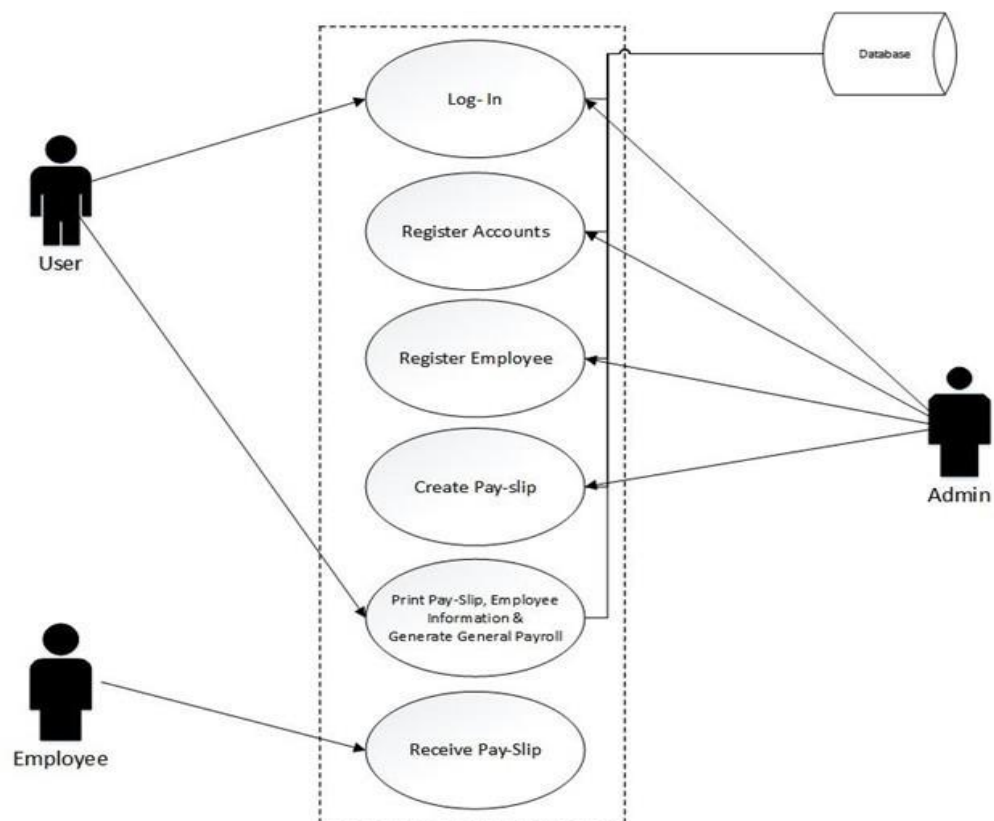 Database
Log- In
User
Register Accounts
Register Employee
Admin
Create Pay-slip
Print Pay-Slip, Employee
Information &
Generate General Payroll
Employee
Receive Pay-Slip